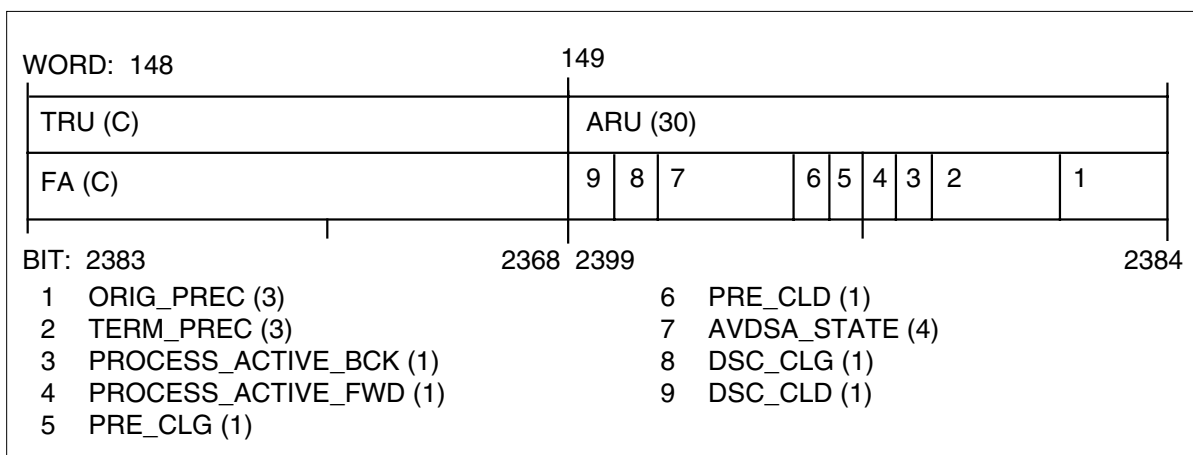 WORD: 148 149
TRU (C) ARU (30)
FA (C) 9 8 7 6 5 4 3 2 1
BIT: 2383 2368 2399 2384
1 ORIG_PREC (3) 6 PRE_CLD (1)
2 TERM_PREC (3) 7 AVDSA_STATE (4)
3 PROCESS_ACTIVE_BCK (1) 8 DSC_CLG (1)
4 PROCESS_ACTIVE_FWD (1) 9 DSC_CLD (1)
5 PRE_CLG (1)